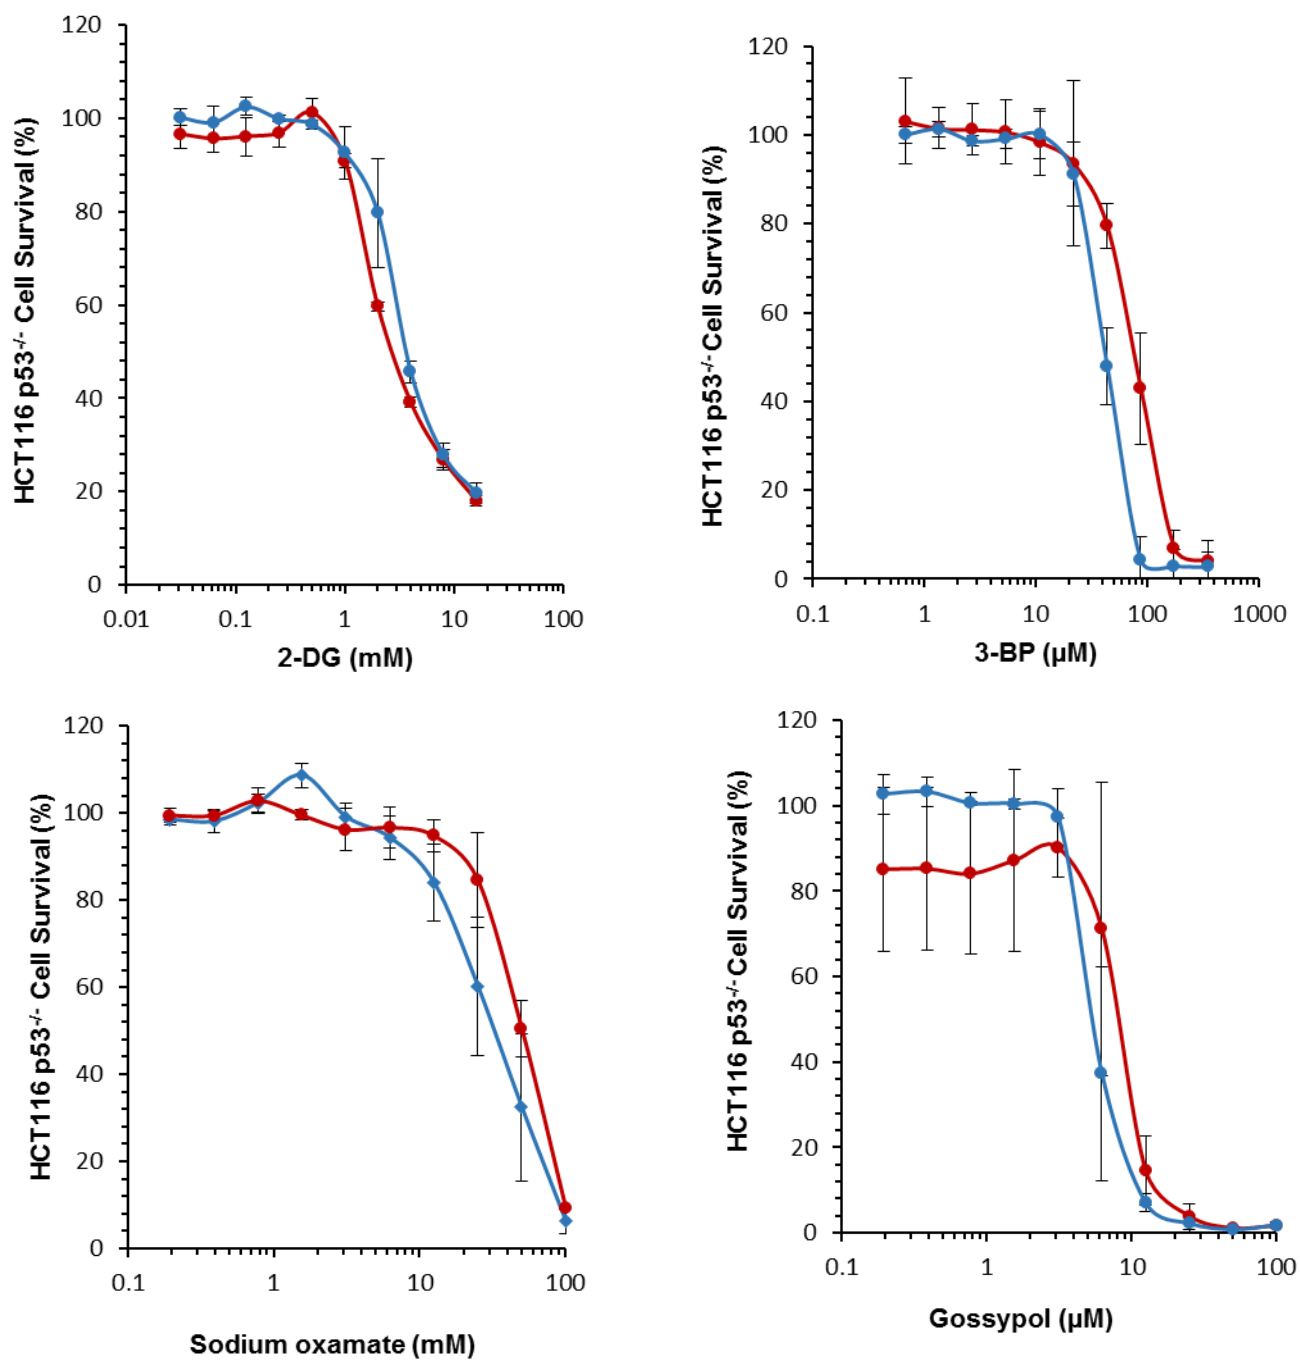 HCT116 p53-/- Cell Survival (%)
120
100
80
60
40
20
0
0.01 0.1 1 10 100
2-DG (mM)
HCT116 p53-/- Cell Survival (%)
120
100
80
60
40
20
0
0.1 1 10 100 1000
3-BP (µM)
HCT116 p53-/- Cell Survival (%)
120
100
80
60
40
20
0
0.1 1 10 100
Sodium oxamate (mM)
HCT116 p53-/- Cell Survival (%)
120
100
80
60
40
20
0
0.1 1 10 100
Gossypol (µM)